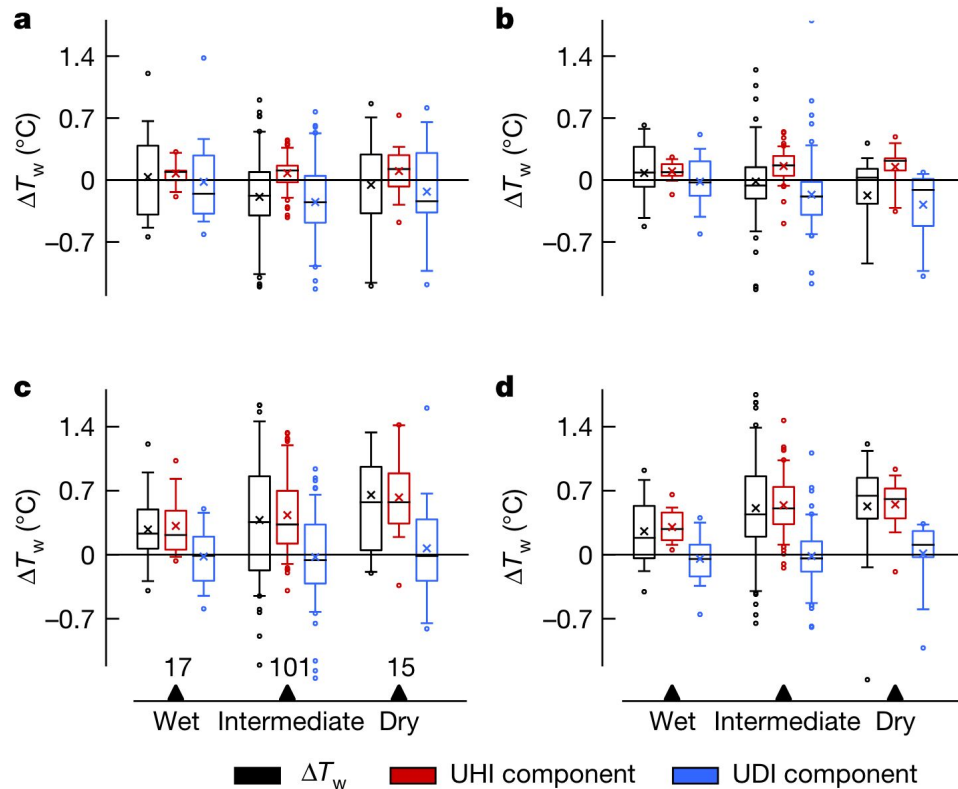 a
b
1.4
0.7
0
−0.7
ΔTw (°C)
1.4
0.7
0
−0.7
ΔTw (°C)
c
d
1.4
0.7
0
−0.7
ΔTw (°C)
17 101 15
Wet Intermediate Dry
1.4
0.7
0
−0.7
ΔTw (°C)
Wet Intermediate Dry
ΔTw UHI component UDI component